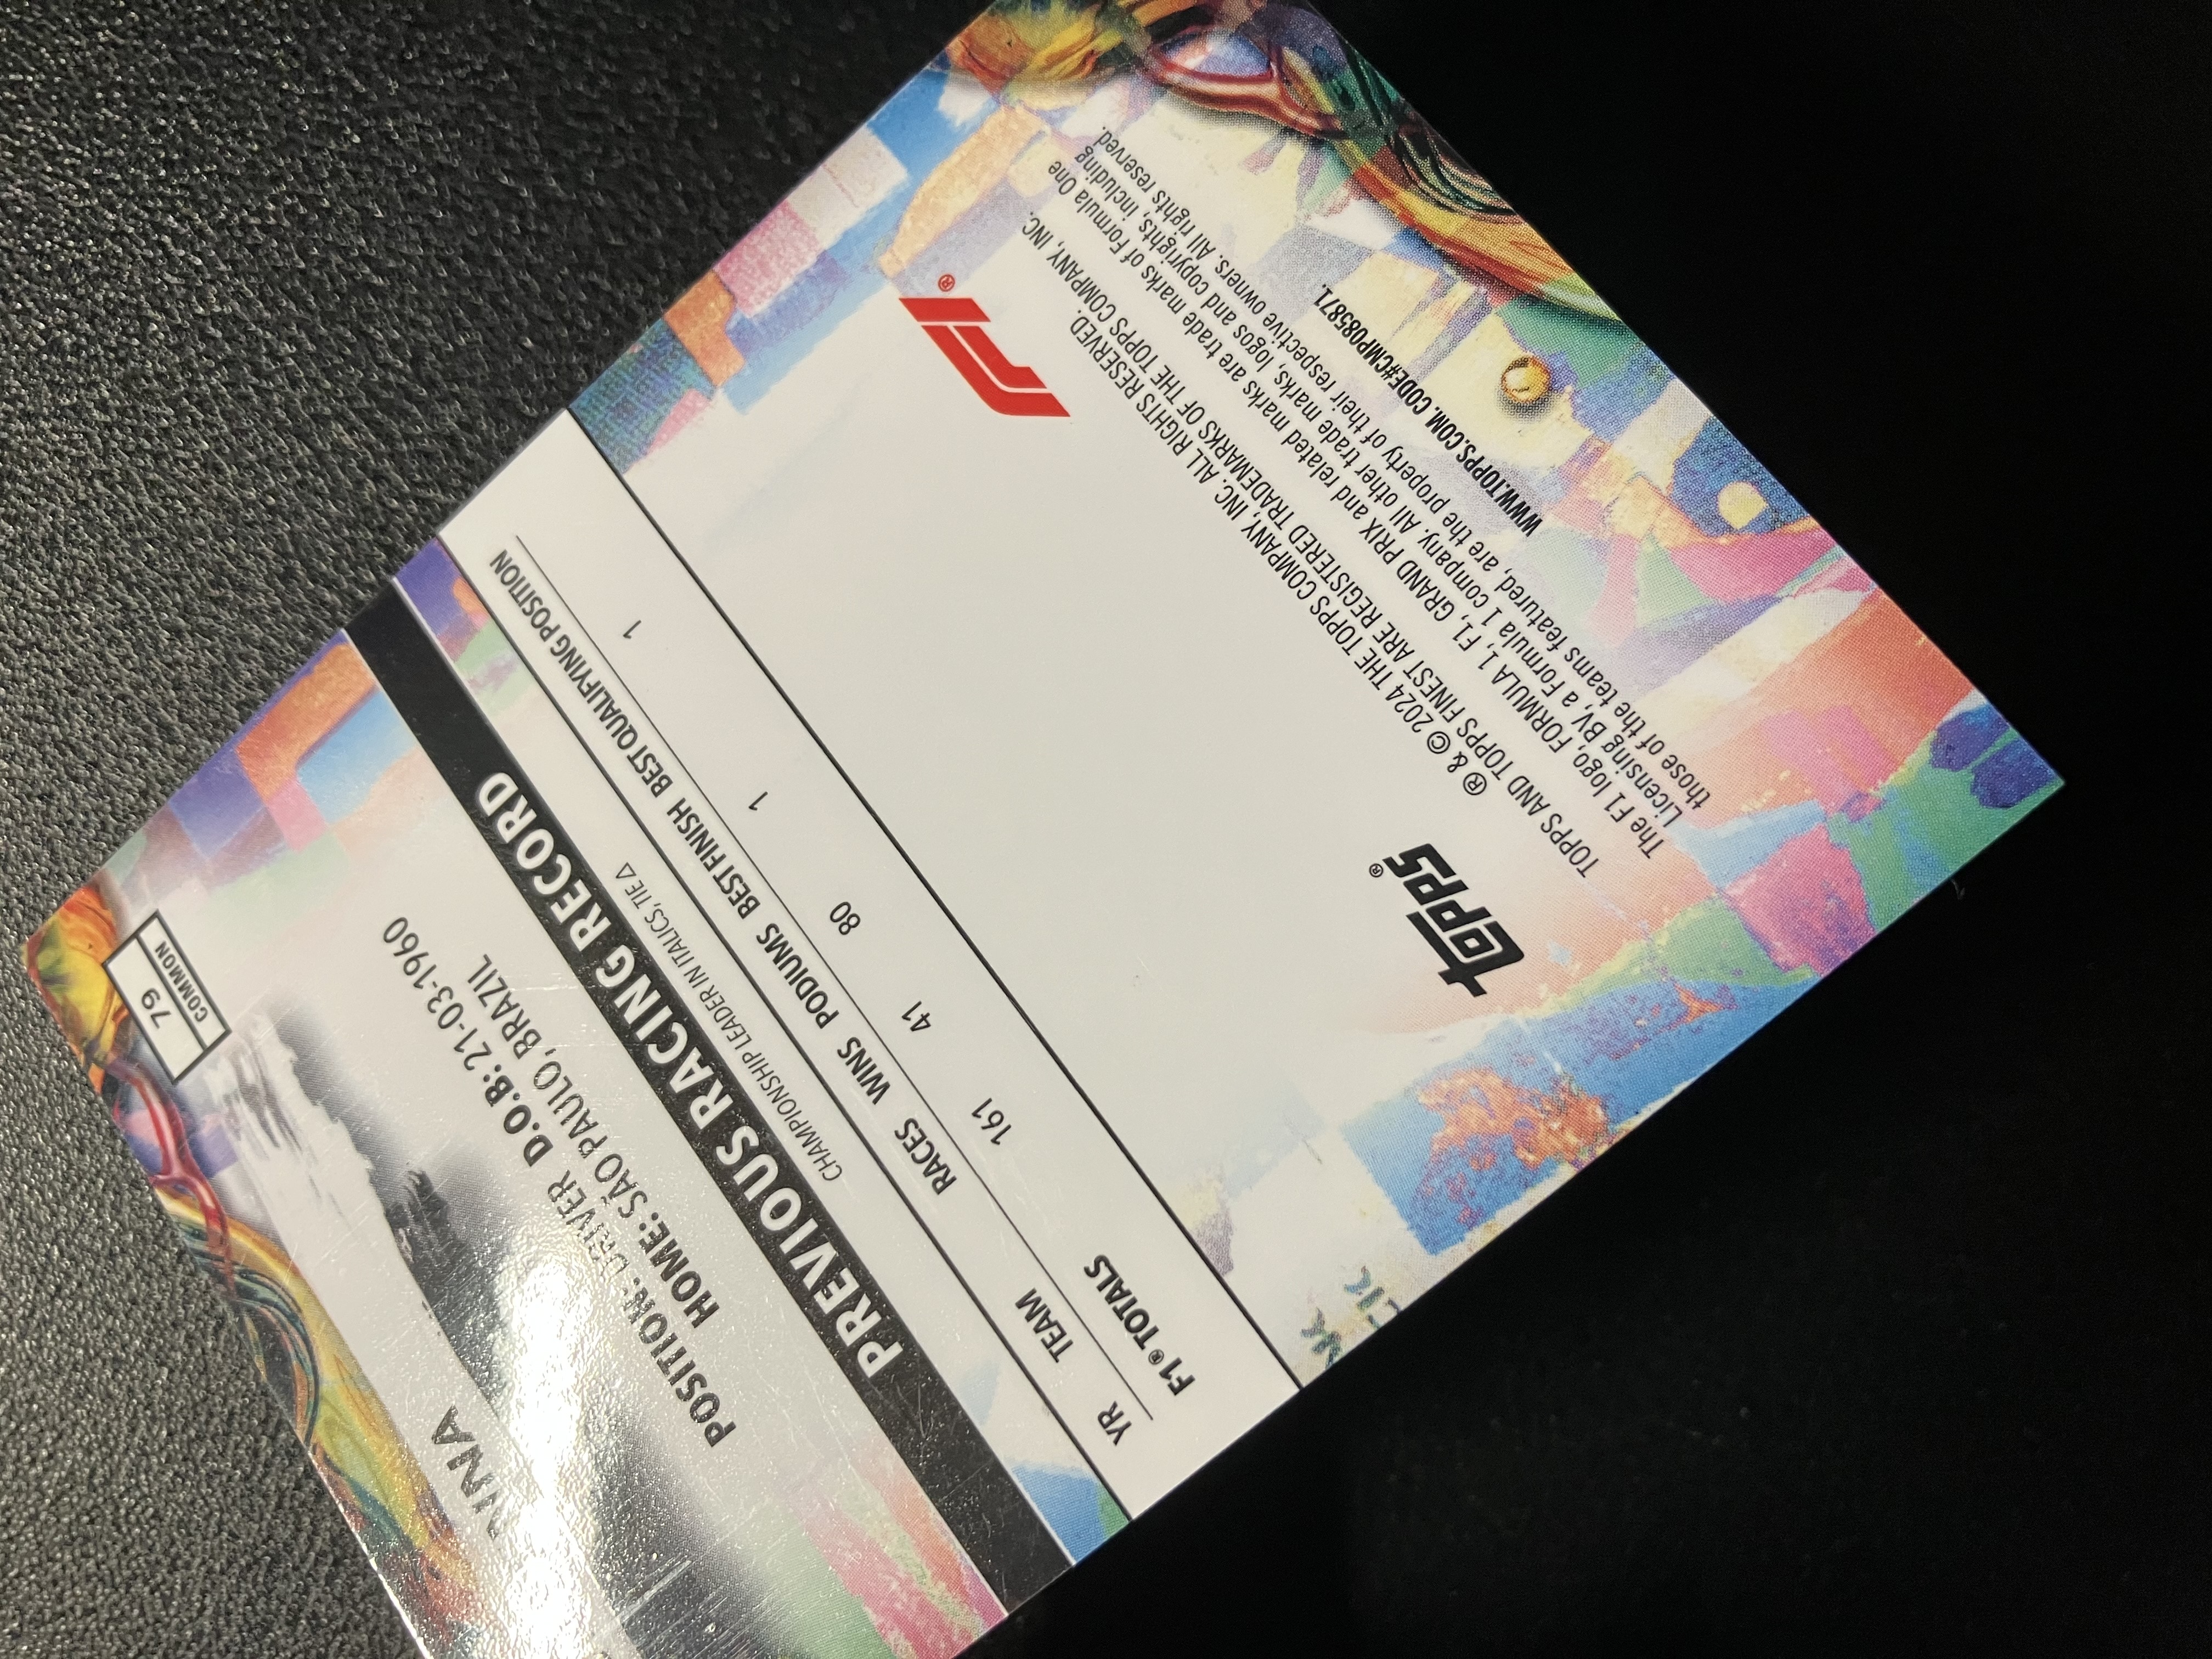 79
COMMON
NNA
POSITION: DRIVER D.O.B: 21-03-1960
HOME: SÃO PAULO, BRAZIL
PREVIOUS RACING RECORD
CHAMPIONSHIP LEADER IN ITALICS, TIE Δ
YR TEAM RACES WINS PODIUMS BEST FINISH BEST QUALIFYING POSITION
F1® TOTALS 161 41 80 1 1
topps®
F1®
® & © 2024 THE TOPPS COMPANY, INC. ALL RIGHTS RESERVED.
TOPPS AND TOPPS FINEST ARE REGISTERED TRADEMARKS OF THE TOPPS COMPANY, INC.
The F1 logo, FORMULA 1, F1, GRAND PRIX and related marks are trade marks of Formula One
Licensing BV, a Formula 1 company. All other trade marks, logos and copyrights, including
those of the teams featured, are the property of their respective owners. All rights reserved.
WWW.TOPPS.COM. CODE#CMP085871.